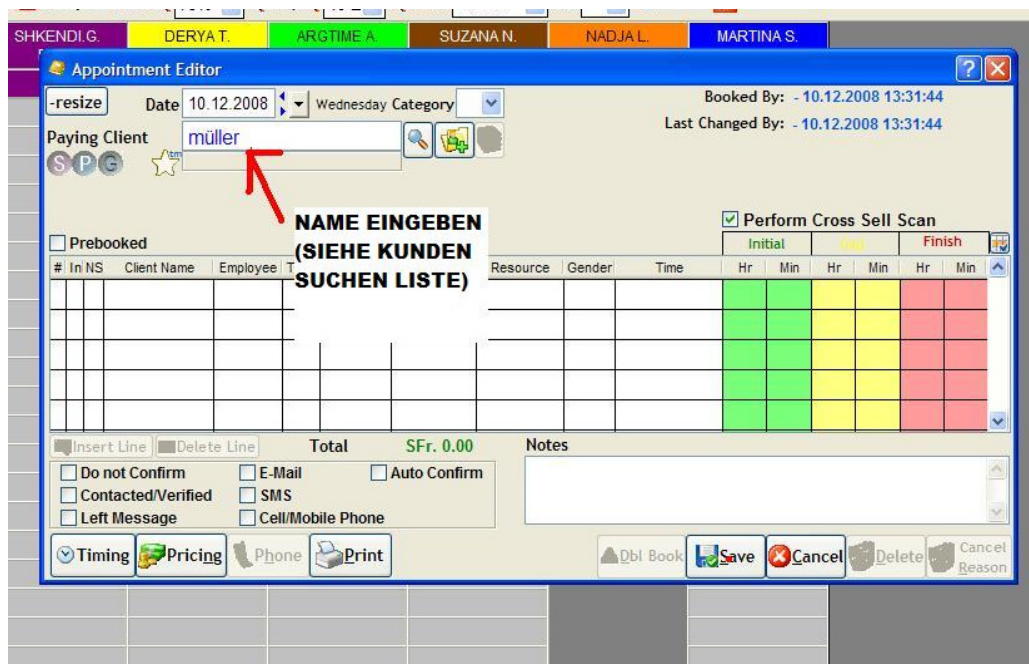 SHKENDI.G. DERYA T. ARGTIME A. SUZANA N. NADJA L. MARTINA S.
Appointment Editor
-resize Date 10.12.2008 Wednesday Category Booked By: - 10.12.2008 13:31:44
Last Changed By: - 10.12.2008 13:31:44
Paying Client müller
S P G
NAME EINGEBEN
(SIEHE KUNDEN
SUCHEN LISTE)
Perform Cross Sell Scan
Prebooked Initial Finish
# In NS Client Name Employee Resource Gender Time Hr Min Hr Min Hr Min
Insert Line Delete Line Total SFr. 0.00 Notes
Do not Confirm E-Mail Auto Confirm
Contacted/Verified SMS
Left Message Cell/Mobile Phone
Timing Pricing Phone Print Dbl Book Save Cancel Delete Cancel Reason